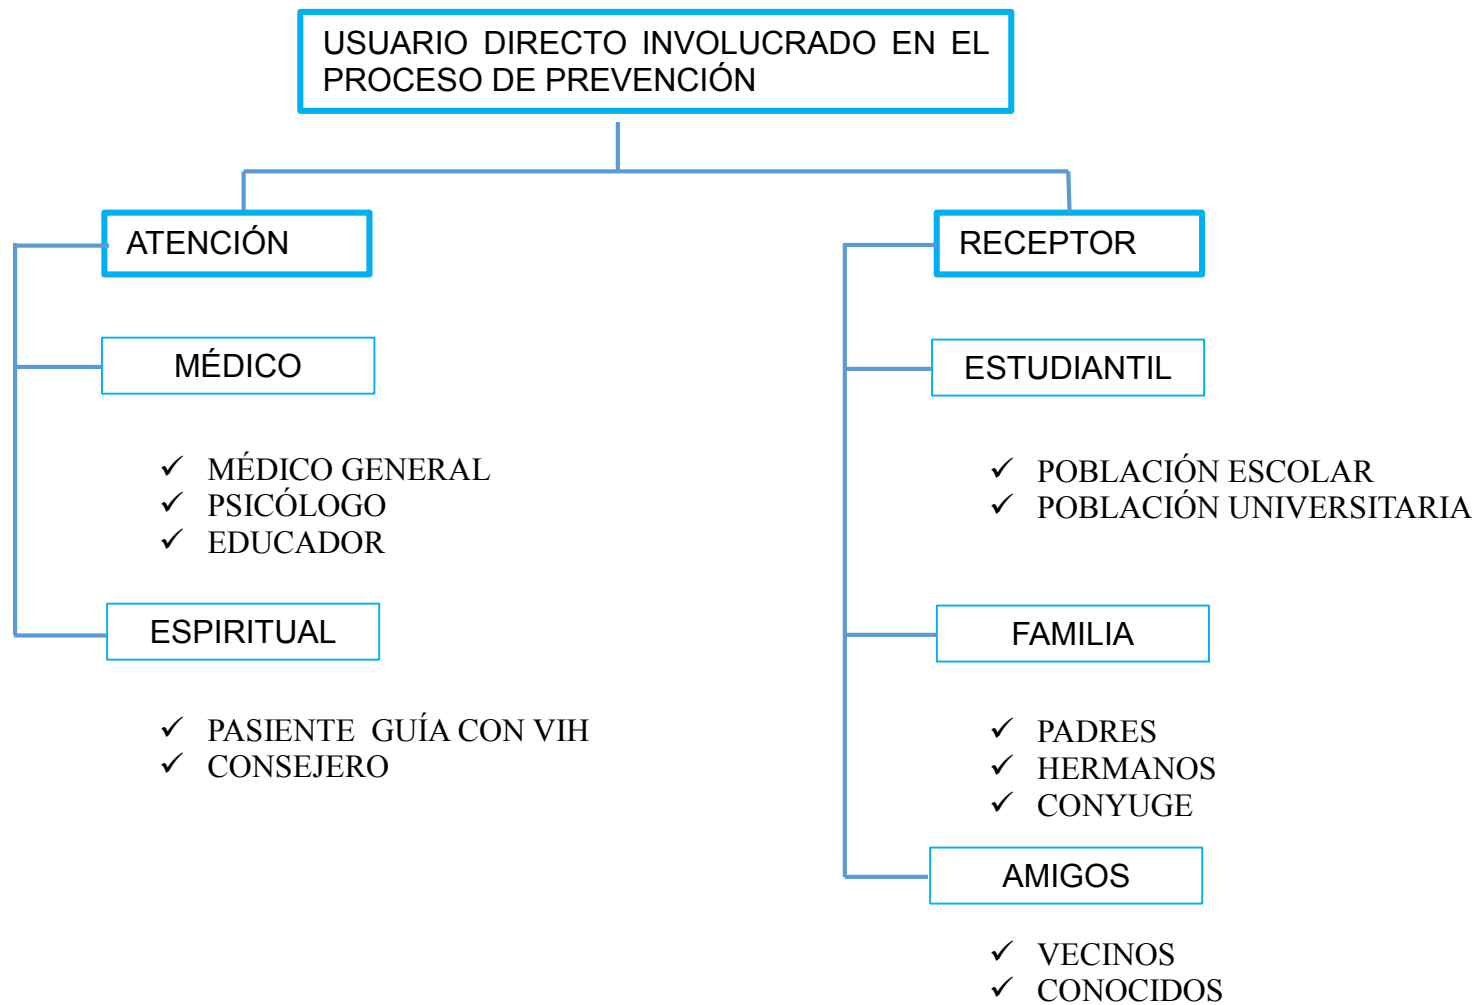 USUARIO DIRECTO INVOLUCRADO EN EL
PROCESO DE PREVENCIÓN
ATENCIÓN
MÉDICO
✓ MÉDICO GENERAL
✓ PSICÓLOGO
✓ EDUCADOR
ESPIRITUAL
✓ PASIENTE GUÍA CON VIH
✓ CONSEJERO
RECEPTOR
ESTUDIANTIL
✓ POBLACIÓN ESCOLAR
✓ POBLACIÓN UNIVERSITARIA
FAMILIA
✓ PADRES
✓ HERMANOS
✓ CONYUGE
AMIGOS
✓ VECINOS
✓ CONOCIDOS